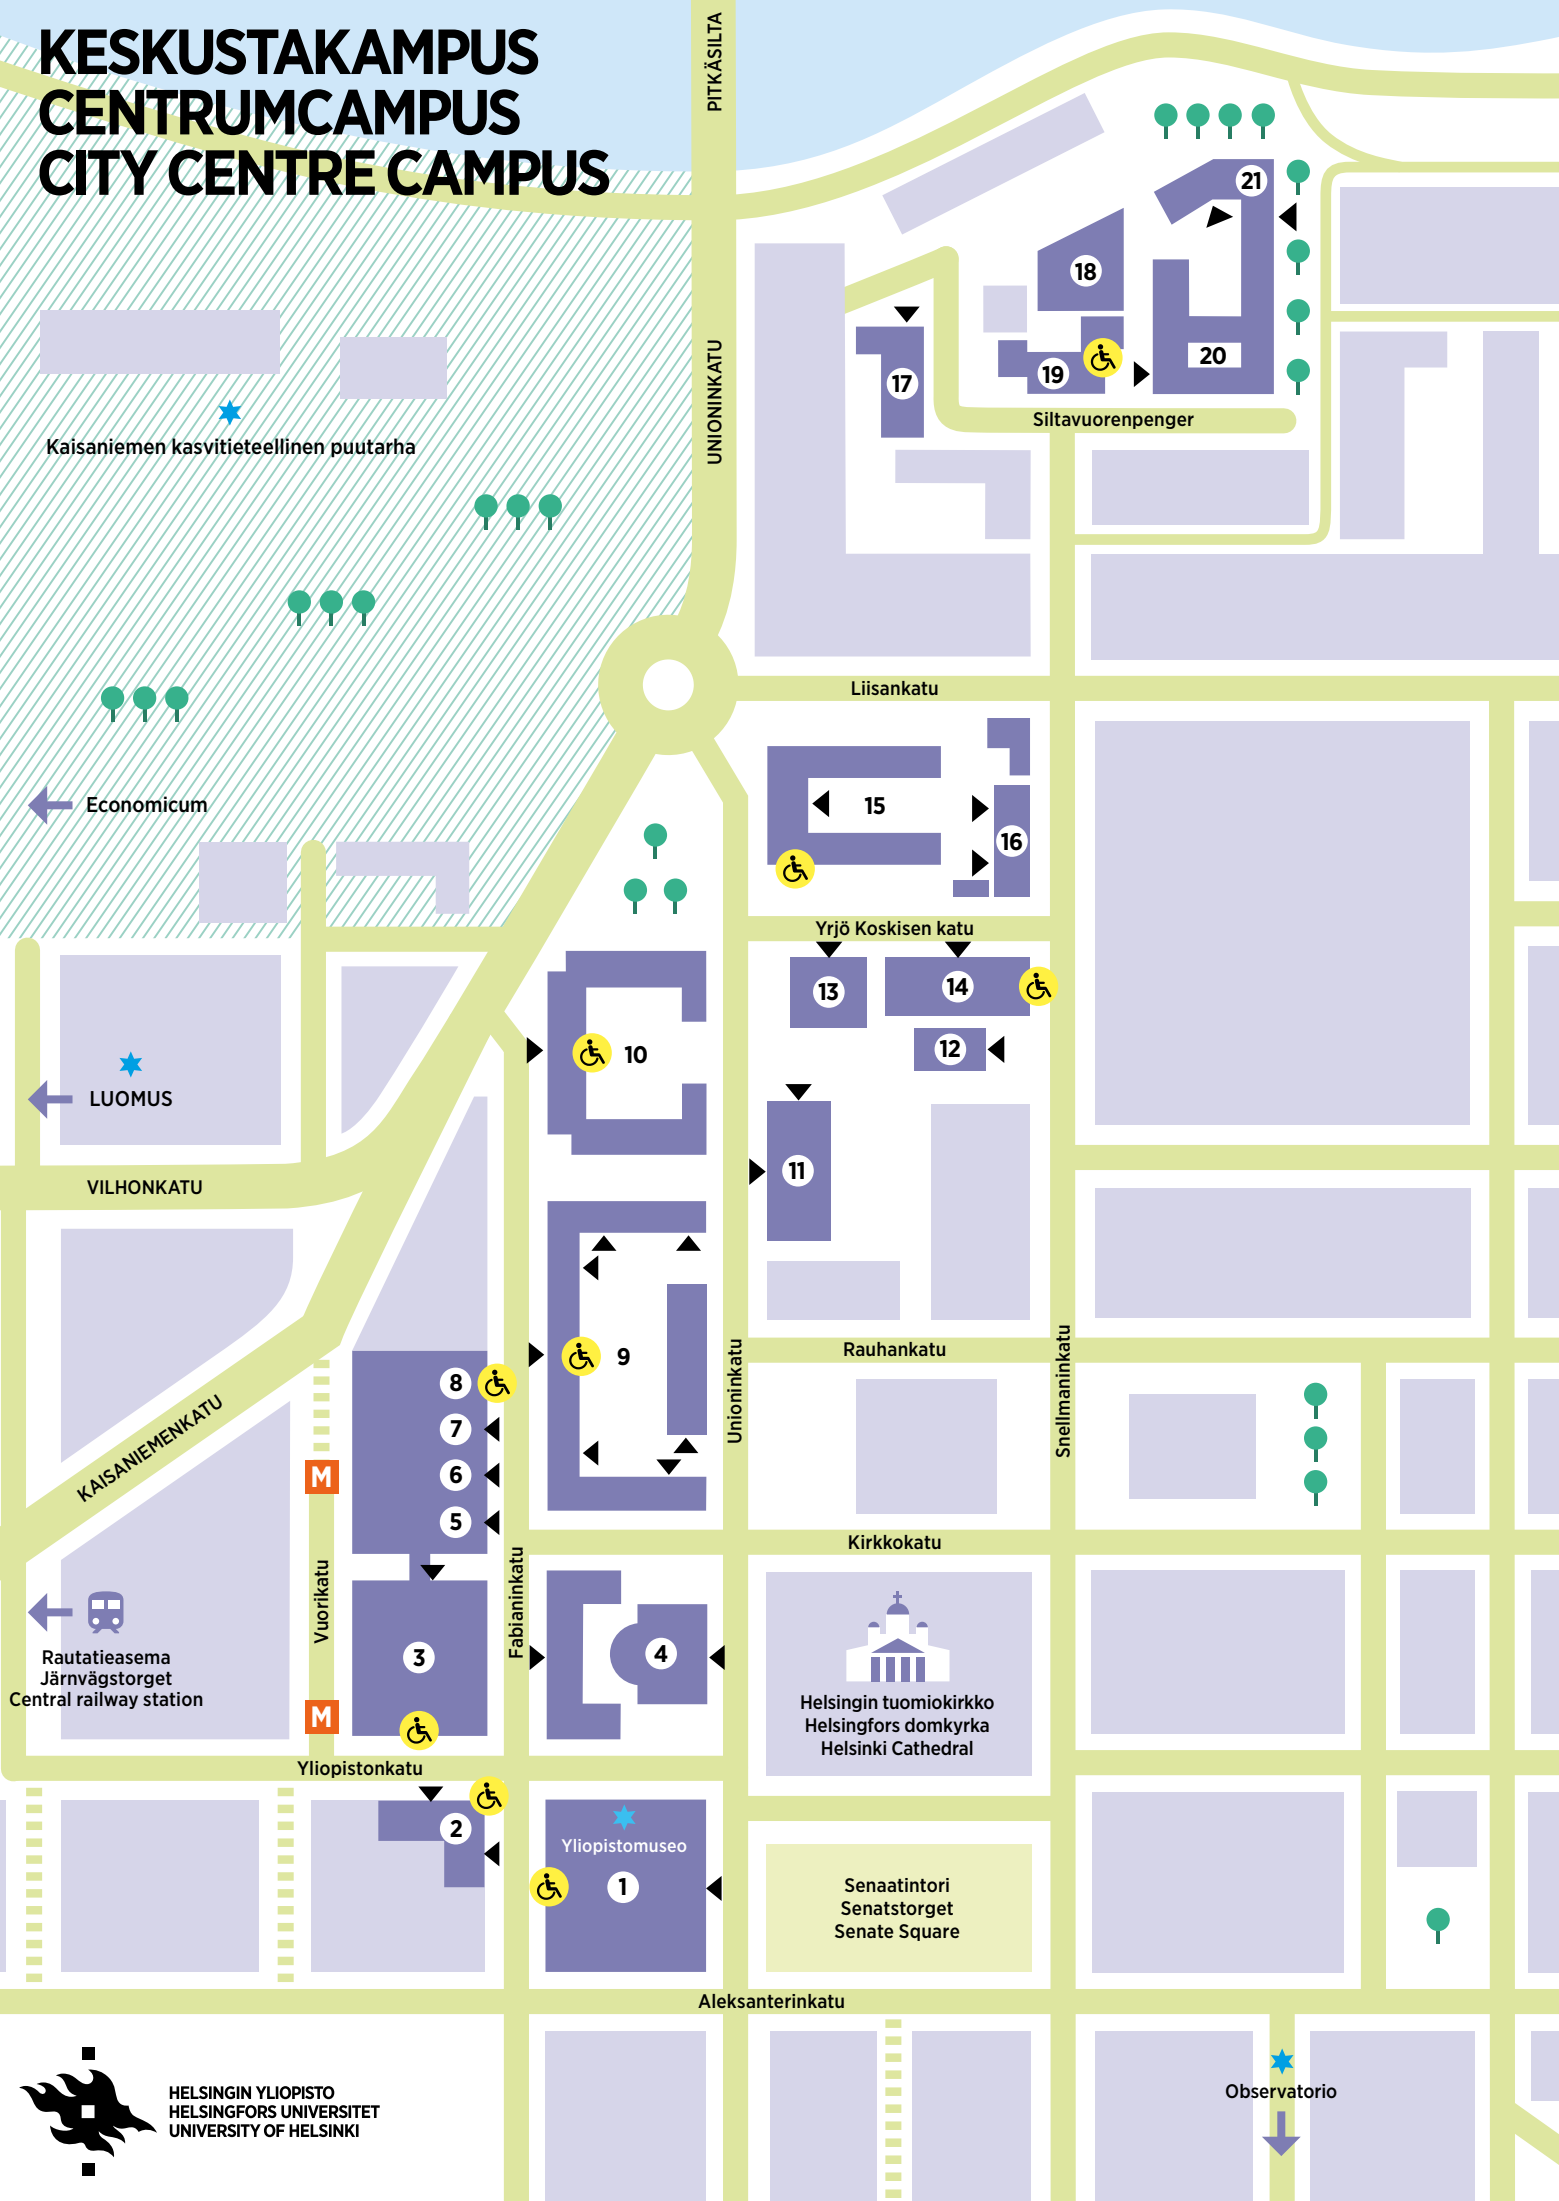 KESKUSTAKAMPUS
CENTRUMCAMPUS
CITY CENTRE CAMPUS
PITKÄSILTA
UNIONINKATU
21
18
20
19
17
Siltavuorenpenger
Kaisaniemen kasvitieteellinen puutarha
Liisankatu
Economicum
15
16
Yrjö Koskisen katu
13
14
12
10
LUOMUS
11
VILHONKATU
9
Rauhankatu
Unioninkatu
Snellmaninkatu
8
7
6
5
KAISANIEMENKATU
M
Kirkkokatu
Vuorikatu
Fabianinkatu
3
4
Rautatieasema
Järnvägstorget
Central railway station
M
Helsingin tuomiokirkko
Helsingfors domkyrka
Helsinki Cathedral
Yliopistonkatu
2
Yliopistomuseo
1
Senaatintori
Senatstorget
Senate Square
Aleksanterinkatu
Observatorio
HELSINGIN YLIOPISTO
HELSINGFORS UNIVERSITET
UNIVERSITY OF HELSINKI